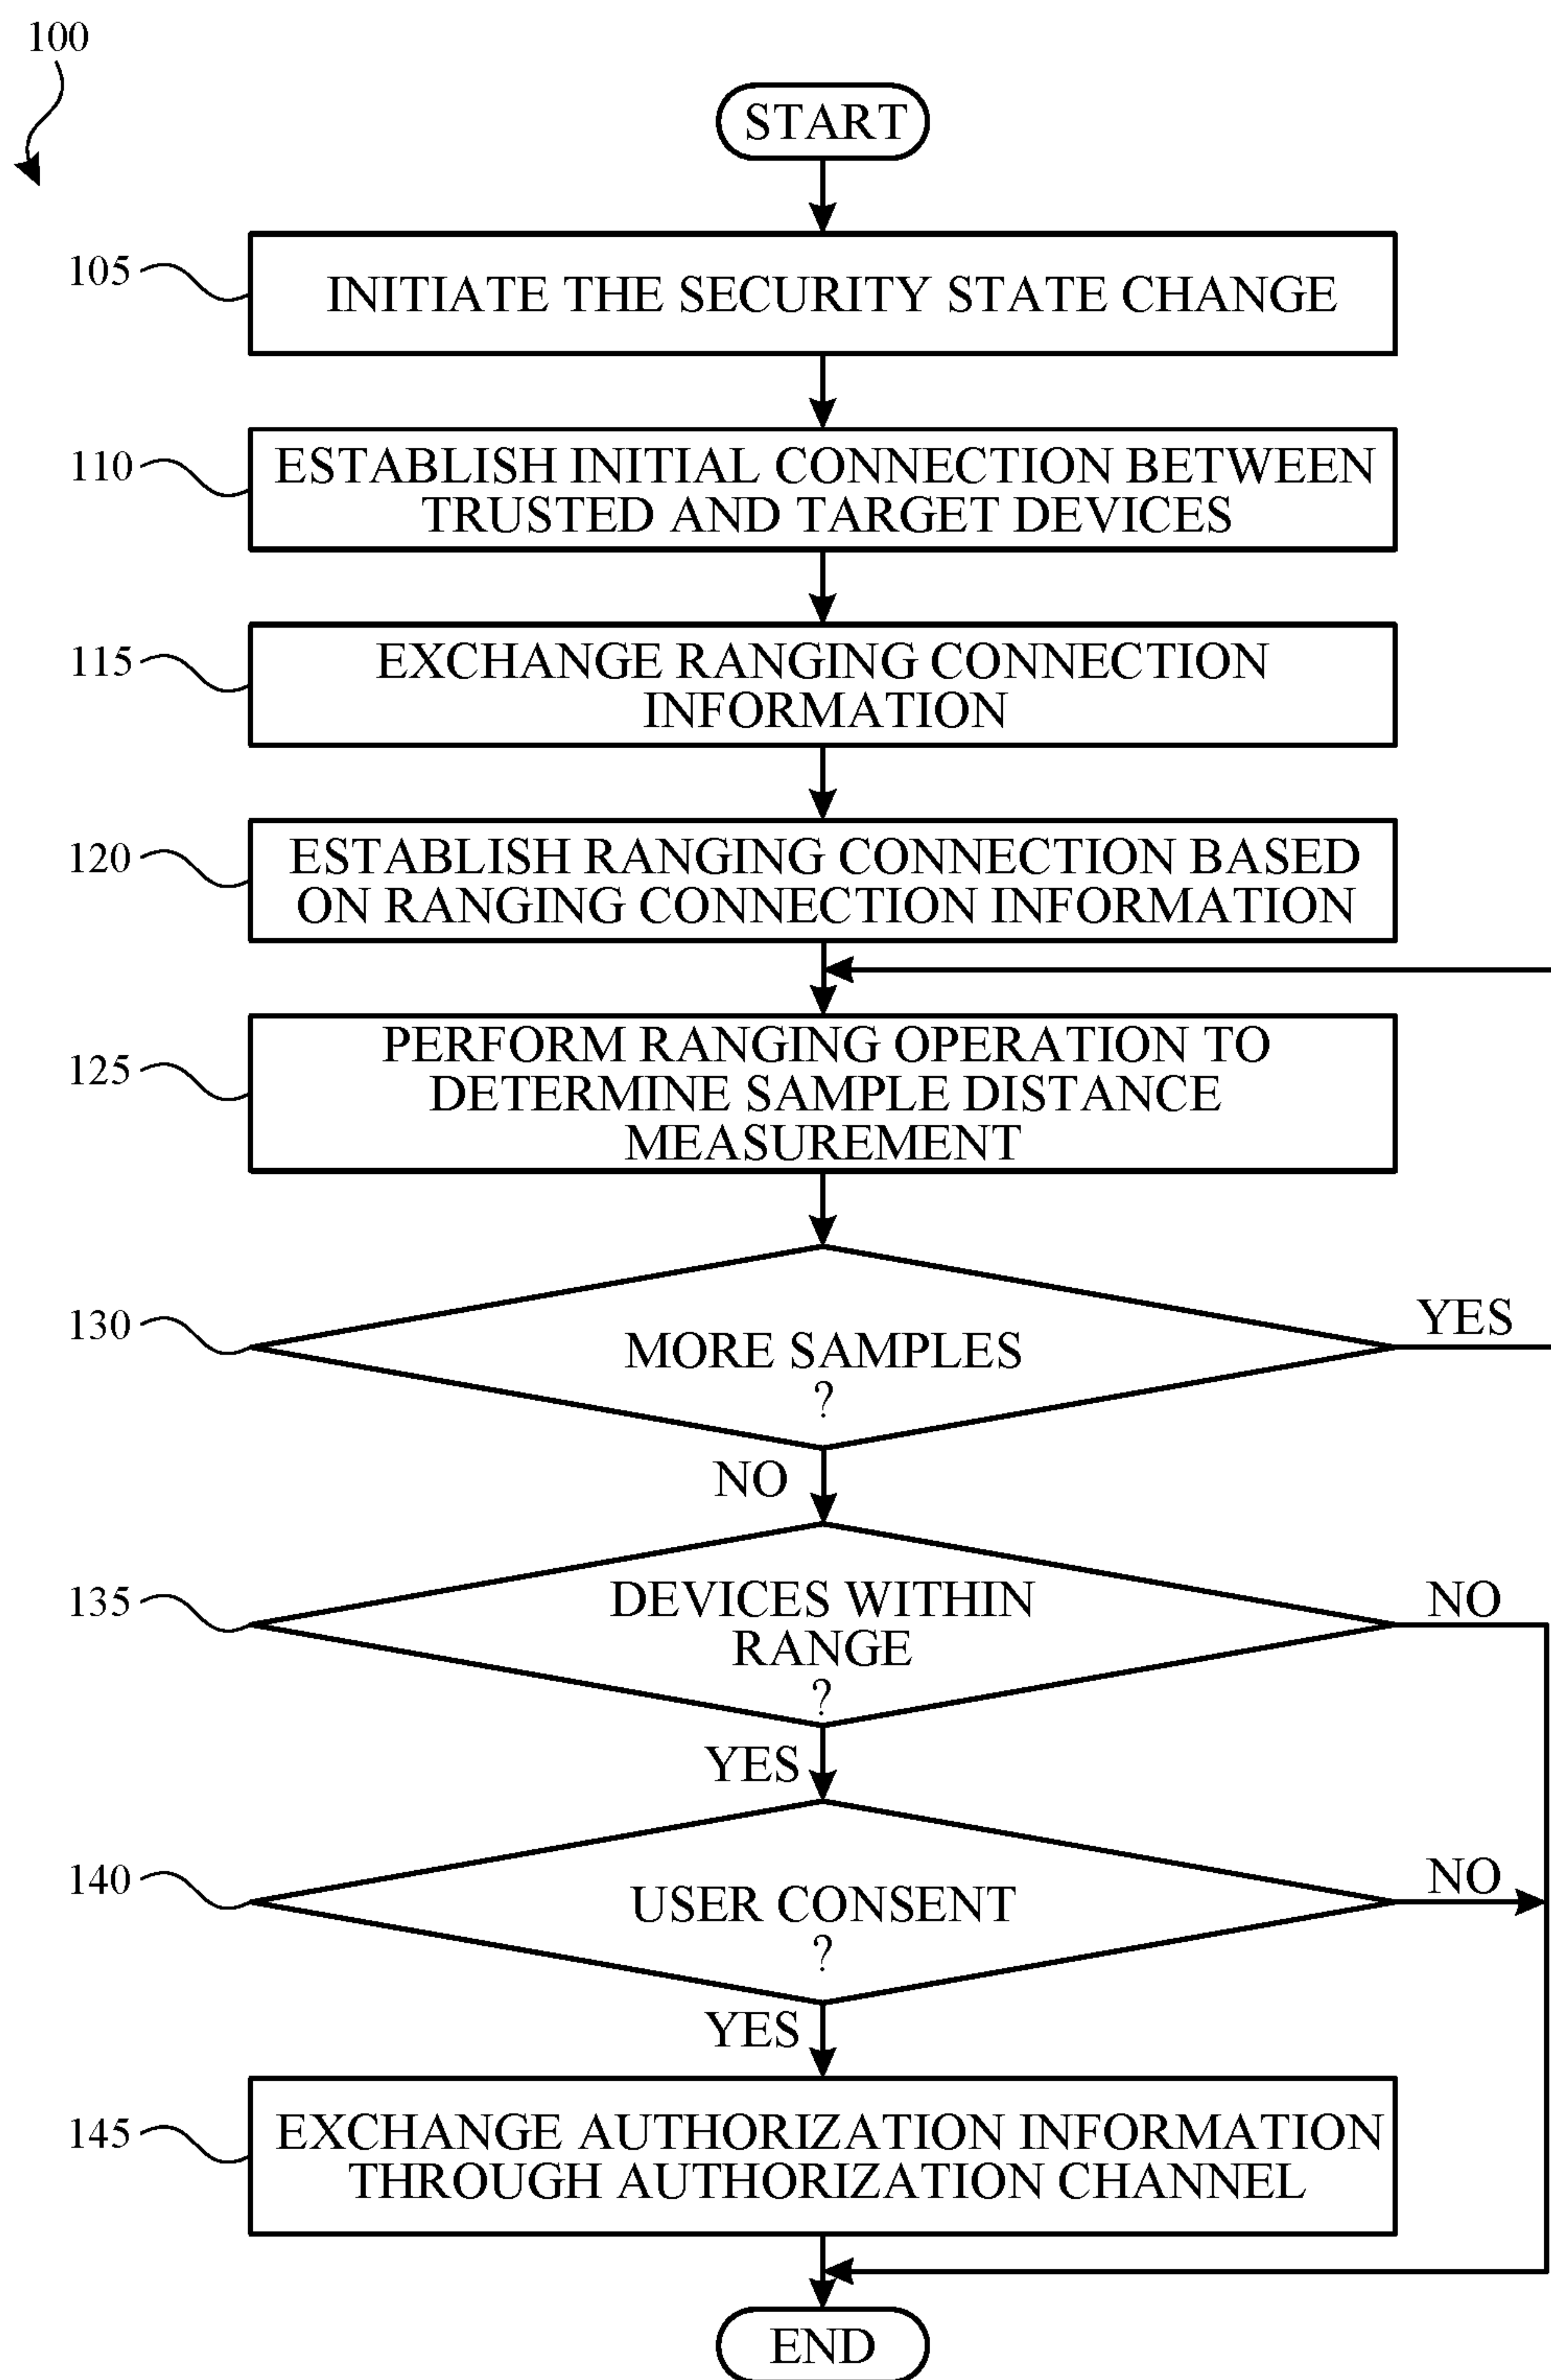 100
START
105
INITIATE THE SECURITY STATE CHANGE
110
ESTABLISH INITIAL CONNECTION BETWEEN
TRUSTED AND TARGET DEVICES
115
EXCHANGE RANGING CONNECTION
INFORMATION
120
ESTABLISH RANGING CONNECTION BASED
ON RANGING CONNECTION INFORMATION
125
PERFORM RANGING OPERATION TO
DETERMINE SAMPLE DISTANCE
MEASUREMENT
130
MORE SAMPLES
?
YES
NO
135
DEVICES WITHIN
RANGE
?
NO
YES
140
USER CONSENT
?
NO
YES
145
EXCHANGE AUTHORIZATION INFORMATION
THROUGH AUTHORIZATION CHANNEL
END